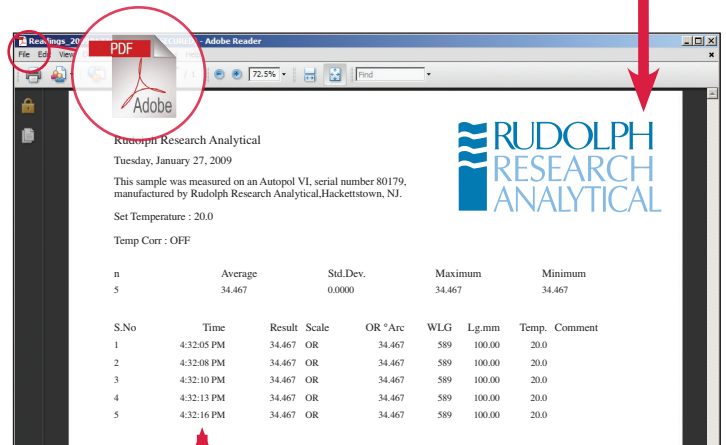 Readings_20 SECURED) - Adobe Reader
File Edit View
PDF
Adobe
/ 1 72.5% Find
Rudolph Research Analytical
Tuesday, January 27, 2009
This sample was measured on an Autopol VI, serial number 80179,
manufactured by Rudolph Research Analytical,Hackettstown, NJ.
Set Temperature : 20.0
Temp Corr : OFF
RUDOLPH
RESEARCH
ANALYTICAL
n Average Std.Dev. Maximum Minimum
5 34.467 0.0000 34.467 34.467
S.No Time Result Scale OR °Arc WLG Lg.mm Temp. Comment
1 4:32:05 PM 34.467 OR 34.467 589 100.00 20.0
2 4:32:08 PM 34.467 OR 34.467 589 100.00 20.0
3 4:32:10 PM 34.467 OR 34.467 589 100.00 20.0
4 4:32:13 PM 34.467 OR 34.467 589 100.00 20.0
5 4:32:16 PM 34.467 OR 34.467 589 100.00 20.0